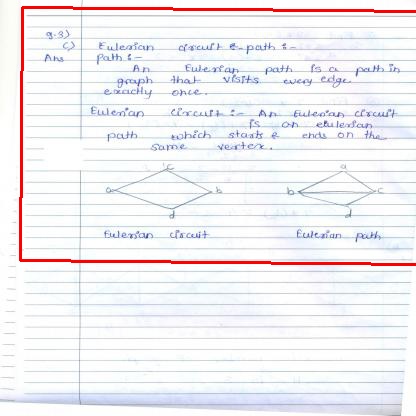 q-3)
c) Eulerian circuit & path :-
Ans path :-
An Eulerian path is a path in
graph that visits every edge
exactly once.
Eulerian circuit :- An Eulerian circuit
is an eulerian
path which starts & ends on the
same vertex.
c a
a b b c
d d
Eulerian circuit Eulerian path